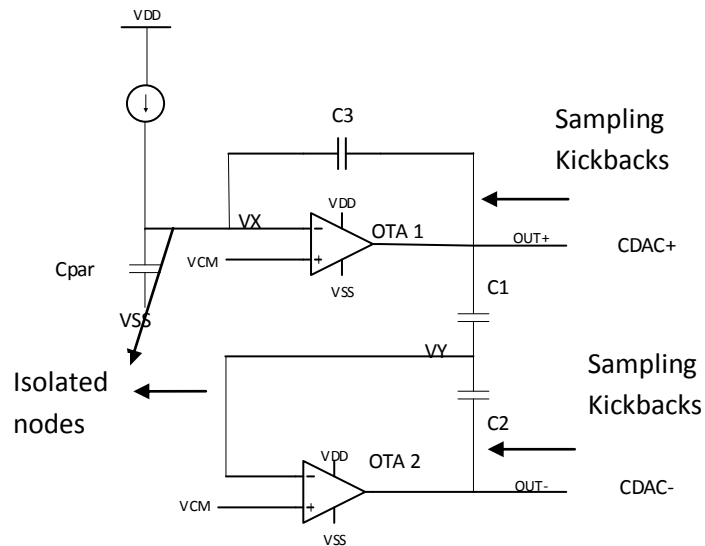 VDD
C3
Sampling
Kickbacks
VDD
VX
OTA 1
OUT+
CDAC+
Cpar
VCM
VSS
C1
VSS
VY
Sampling
Kickbacks
Isolated
nodes
C2
VDD
OTA 2
OUT-
CDAC-
VCM
VSS